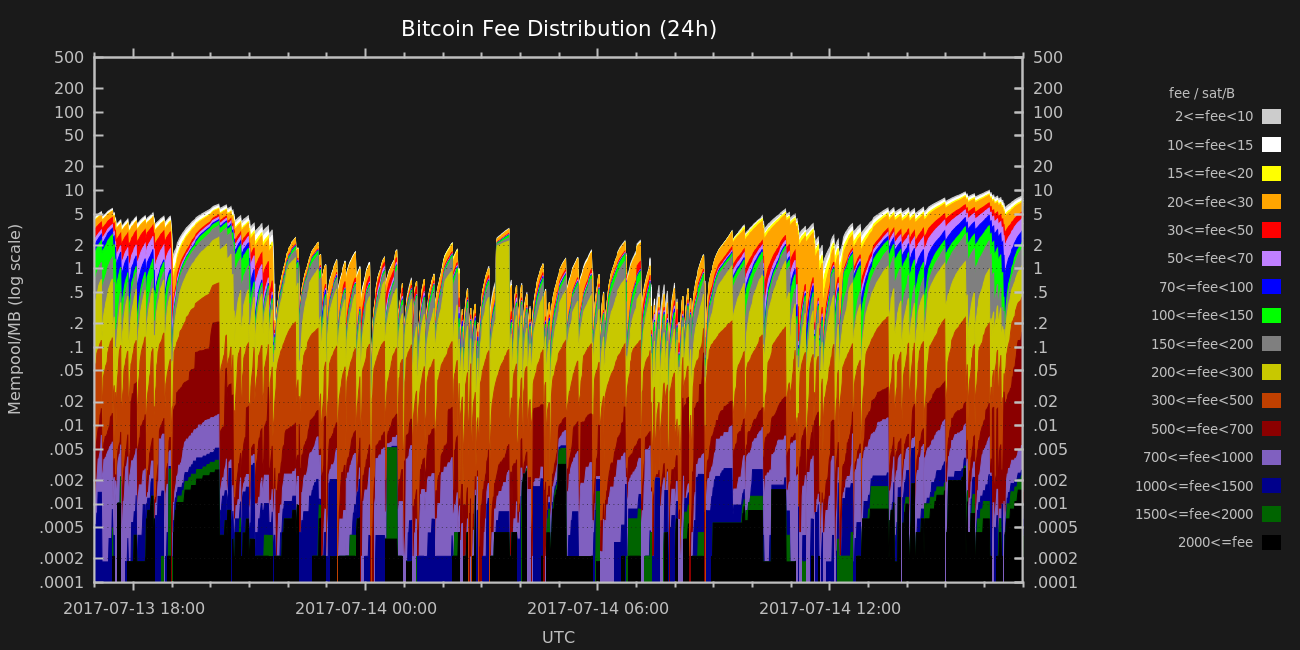 Bitcoin Fee Distribution (24h)
500
200
100
50
20
10
5
2
1
.5
.2
.1
.05
.02
.01
.005
.002
.001
.0005
.0002
.0001
Mempool/MB (log scale)
500
200
100
50
20
10
5
2
1
.5
.2
.1
.05
.02
.01
.005
.002
.001
.0005
.0002
.0001
2017-07-13 18:00 2017-07-14 00:00 2017-07-14 06:00 2017-07-14 12:00
UTC
fee / sat/B
2<=fee<10
10<=fee<15
15<=fee<20
20<=fee<30
30<=fee<50
50<=fee<70
70<=fee<100
100<=fee<150
150<=fee<200
200<=fee<300
300<=fee<500
500<=fee<700
700<=fee<1000
1000<=fee<1500
1500<=fee<2000
2000<=fee